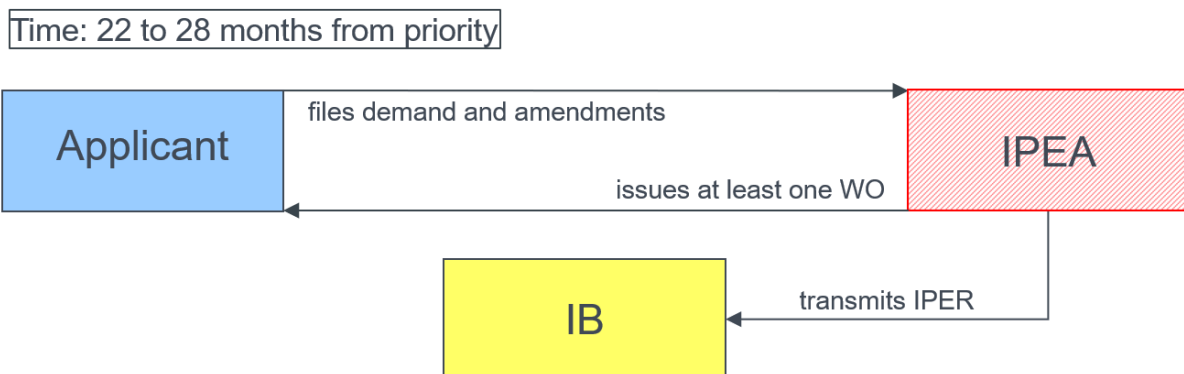 Time: 22 to 28 months from priority
files demand and amendments
Applicant
IPEA
issues at least one WO
transmits IPER
IB